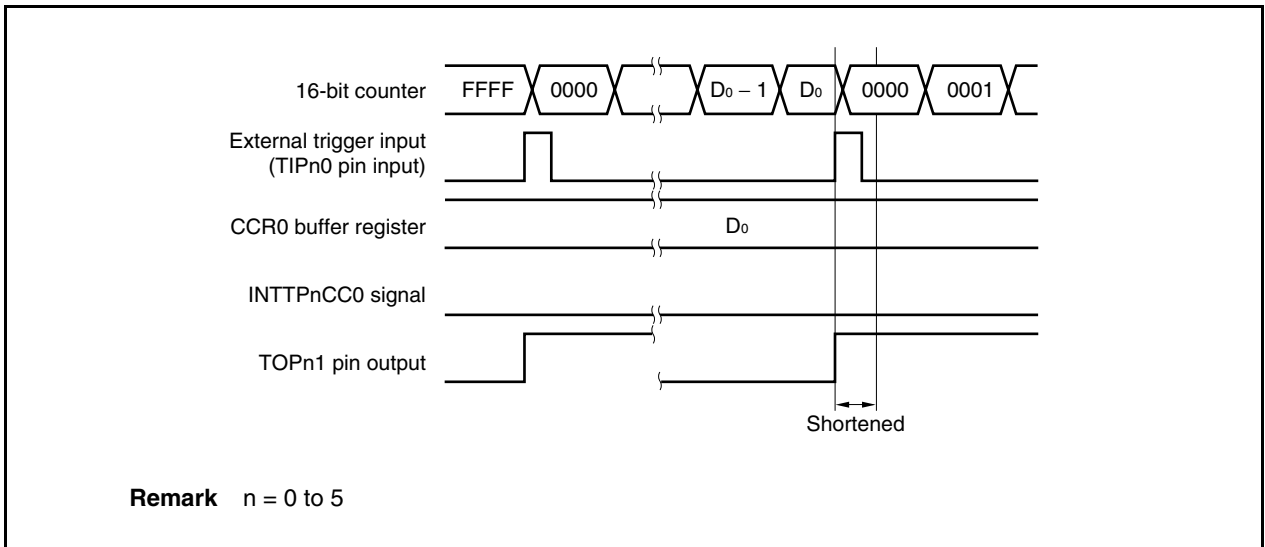 16-bit counter FFFF 0000 D₀ − 1 D₀ 0000 0001
External trigger input
(TIPn0 pin input)
CCR0 buffer register D₀
INTTPnCC0 signal
TOPn1 pin output
Shortened
Remark n = 0 to 5